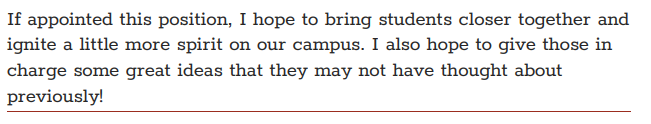 If appointed this position, I hope to bring students closer together and
ignite a little more spirit on our campus. I also hope to give those in
charge some great ideas that they may not have thought about
previously!